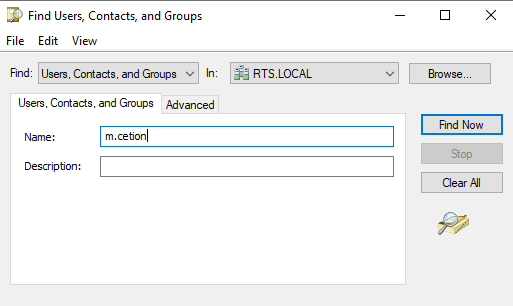 Find Users, Contacts, and Groups
File Edit View
Find: Users, Contacts, and Groups In: RTS.LOCAL Browse...
Users, Contacts, and Groups Advanced
Name: m.cetion
Description:
Find Now
Stop
Clear All